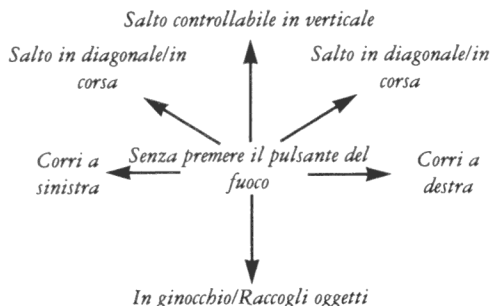 Salto controllabile in verticale
Salto in diagonale/in
corsa
Salto in diagonale/in
corsa
Corri a
sinistra
Senza premere il pulsante del
fuoco
Corri a
destra
In ginocchio/Raccogli oggetti